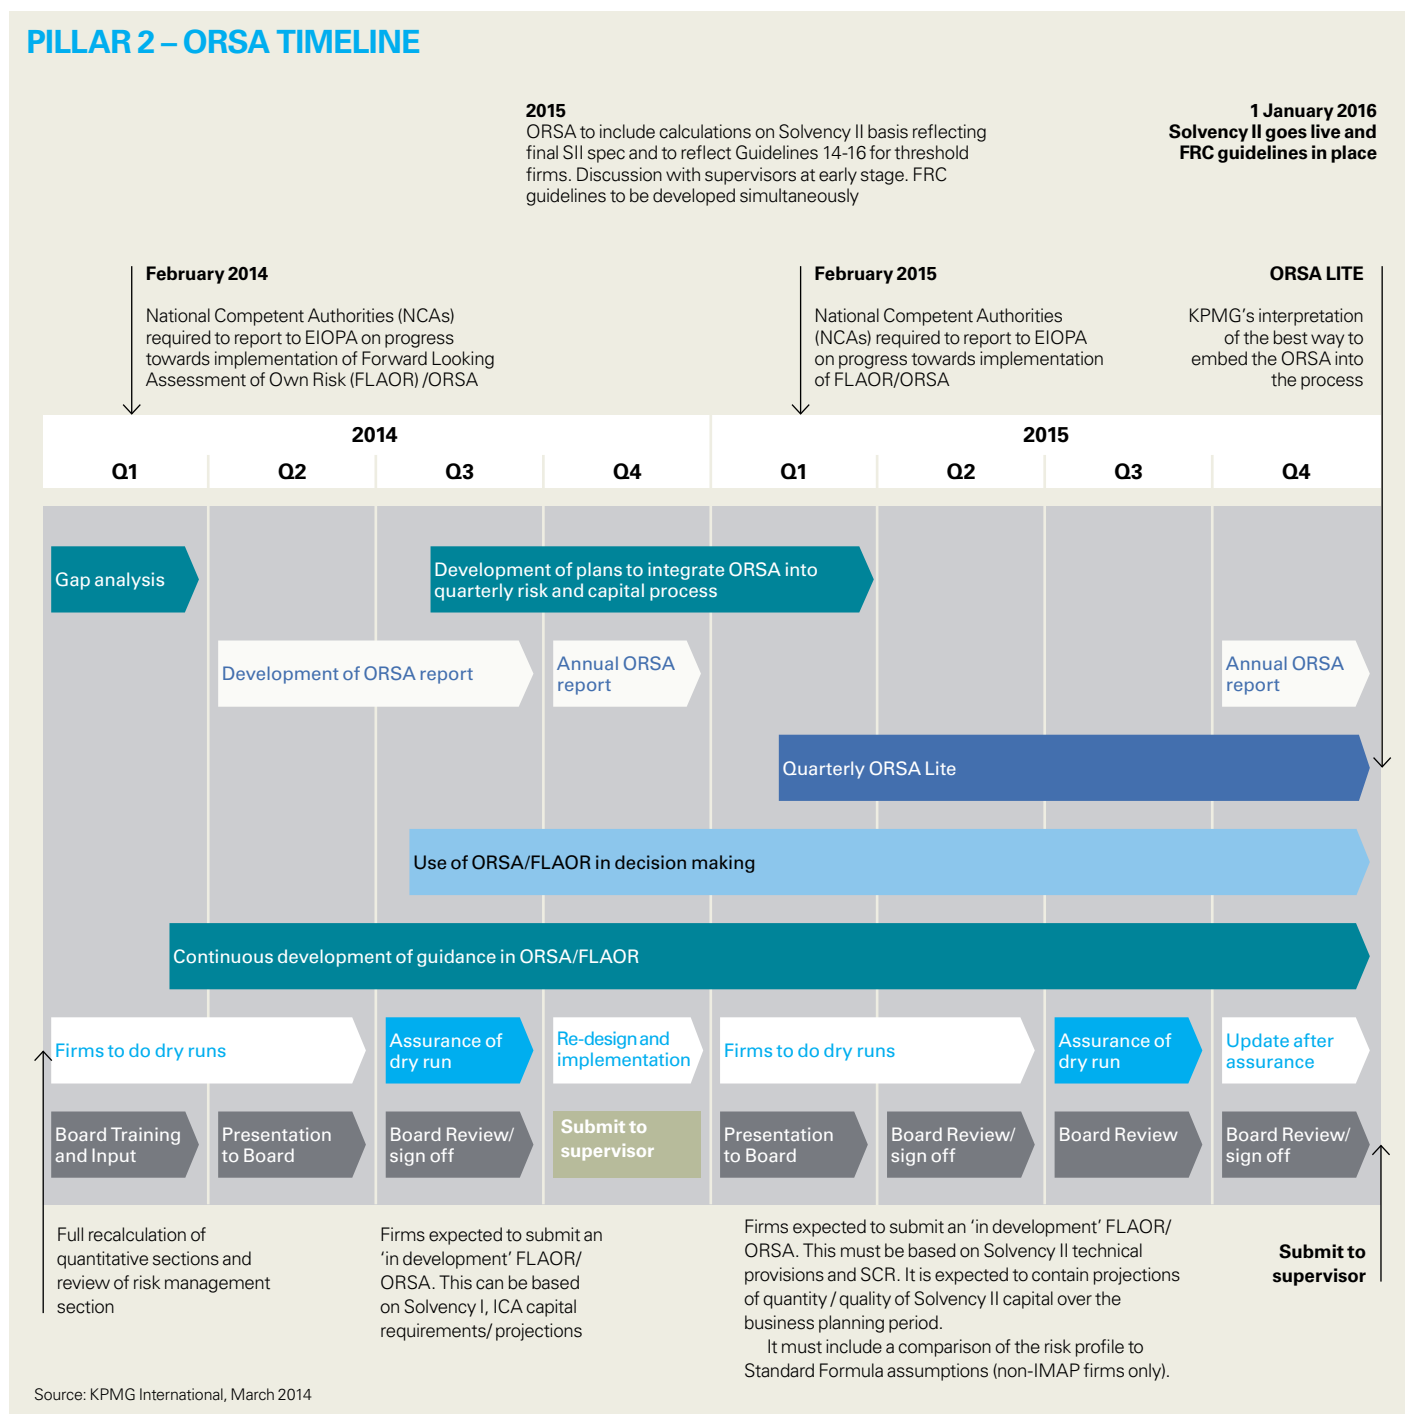 PILLAR 2 – ORSA TIMELINE
2015
ORSA to include calculations on Solvency II basis reflecting
final SII spec and to reflect Guidelines 14-16 for threshold
firms. Discussion with supervisors at early stage. FRC
guidelines to be developed simultaneously
1 January 2016
Solvency II goes live and
FRC guidelines in place
February 2014
National Competent Authorities (NCAs)
required to report to EIOPA on progress
towards implementation of Forward Looking
Assessment of Own Risk (FLAOR) /ORSA
February 2015
National Competent Authorities
(NCAs) required to report to EIOPA
on progress towards implementation
of FLAOR/ORSA
ORSA LITE
KPMG's interpretation
of the best way to
embed the ORSA into
the process
2014
2015
Q1
Q2
Q3
Q4
Q1
Q2
Q3
Q4
Gap analysis
Development of plans to integrate ORSA into
quarterly risk and capital process
Development of ORSA report
Annual ORSA
report
Annual ORSA
report
Quarterly ORSA Lite
Use of ORSA/FLAOR in decision making
Continuous development of guidance in ORSA/FLAOR
Firms to do dry runs
Assurance of
dry run
Re-design and
implementation
Firms to do dry runs
Assurance of
dry run
Update after
assurance
Board Training
and Input
Presentation
to Board
Board Review/
sign off
Submit to
supervisor
Presentation
to Board
Board Review/
sign off
Board Review
Board Review/
sign off
Full recalculation of
quantitative sections and
review of risk management
section
Firms expected to submit an
‘in development’ FLAOR/
ORSA. This can be based
on Solvency I, ICA capital
requirements/ projections
Firms expected to submit an ‘in development’ FLAOR/
ORSA. This must be based on Solvency II technical
provisions and SCR. It is expected to contain projections
of quantity / quality of Solvency II capital over the
business planning period.
It must include a comparison of the risk profile to
Standard Formula assumptions (non-IMAP firms only).
Submit to
supervisor
Source: KPMG International, March 2014